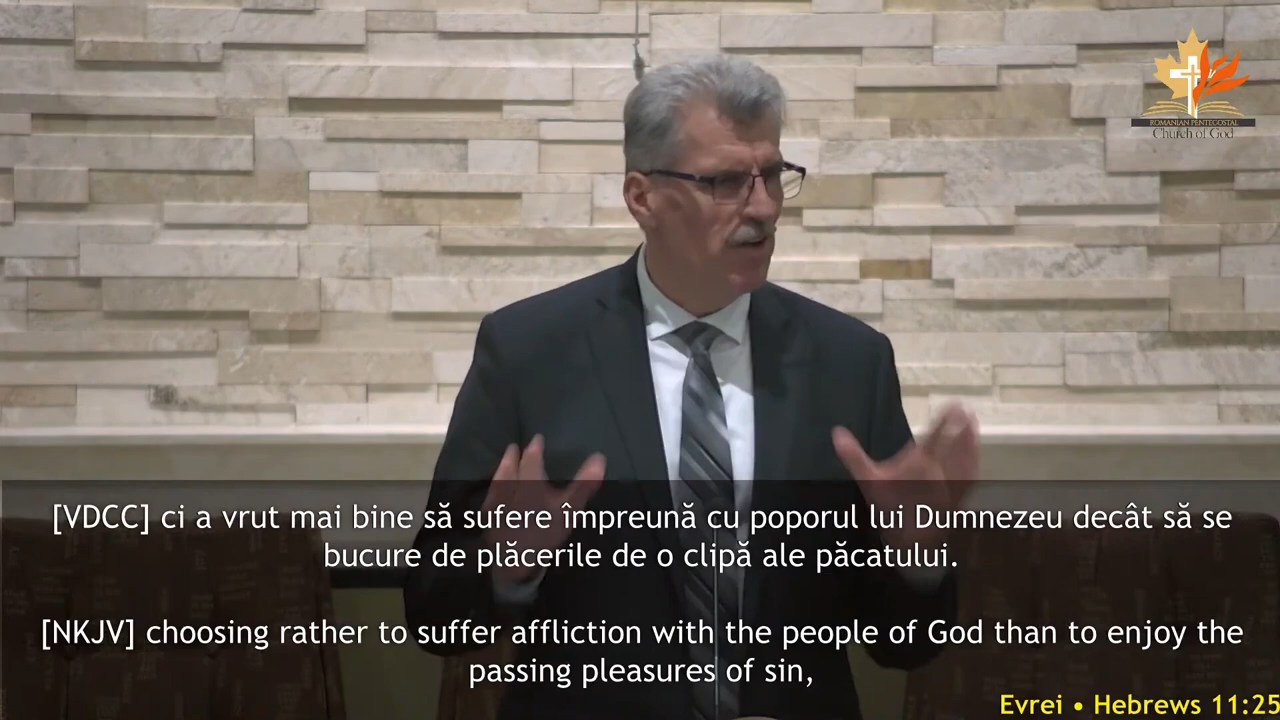 ROMANIAN PENTECOSTAL
Church of God
[VDCC] ci a vrut mai bine să sufere împreună cu poporul lui Dumnezeu decât să se
bucure de plăcerile de o clipă ale păcatului.
[NKJV] choosing rather to suffer affliction with the people of God than to enjoy the
passing pleasures of sin,
Evrei • Hebrews 11:25